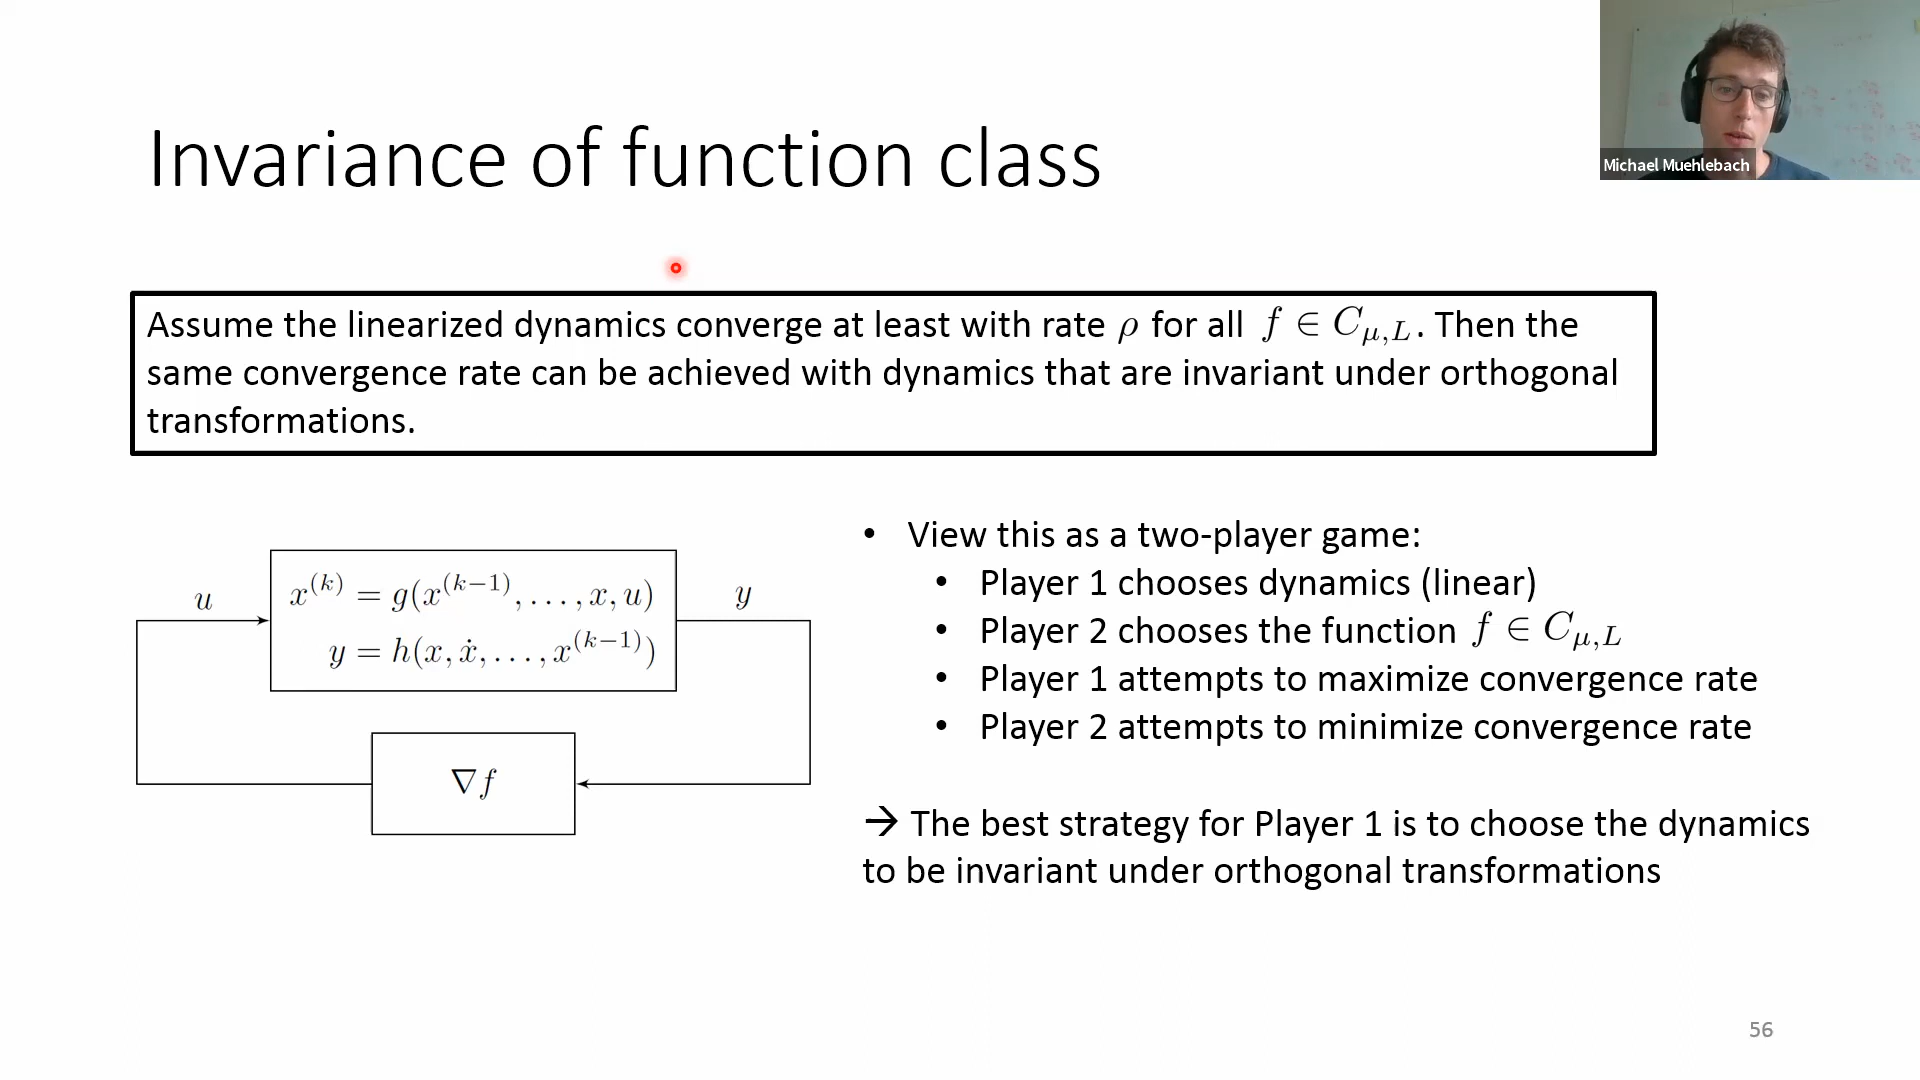 Invariance of function class
Michael Muehlebach
Assume the linearized dynamics converge at least with rate ρ for all f ∈ C_{μ,L}. Then the
same convergence rate can be achieved with dynamics that are invariant under orthogonal
transformations.
u
x^{(k)} = g(x^{(k−1)}, . . . , x, u)
y = h(x, ẋ, . . . , x^{(k−1)})
y
∇f
• View this as a two-player game:
• Player 1 chooses dynamics (linear)
• Player 2 chooses the function f ∈ C_{μ,L}
• Player 1 attempts to maximize convergence rate
• Player 2 attempts to minimize convergence rate
→ The best strategy for Player 1 is to choose the dynamics
to be invariant under orthogonal transformations
56